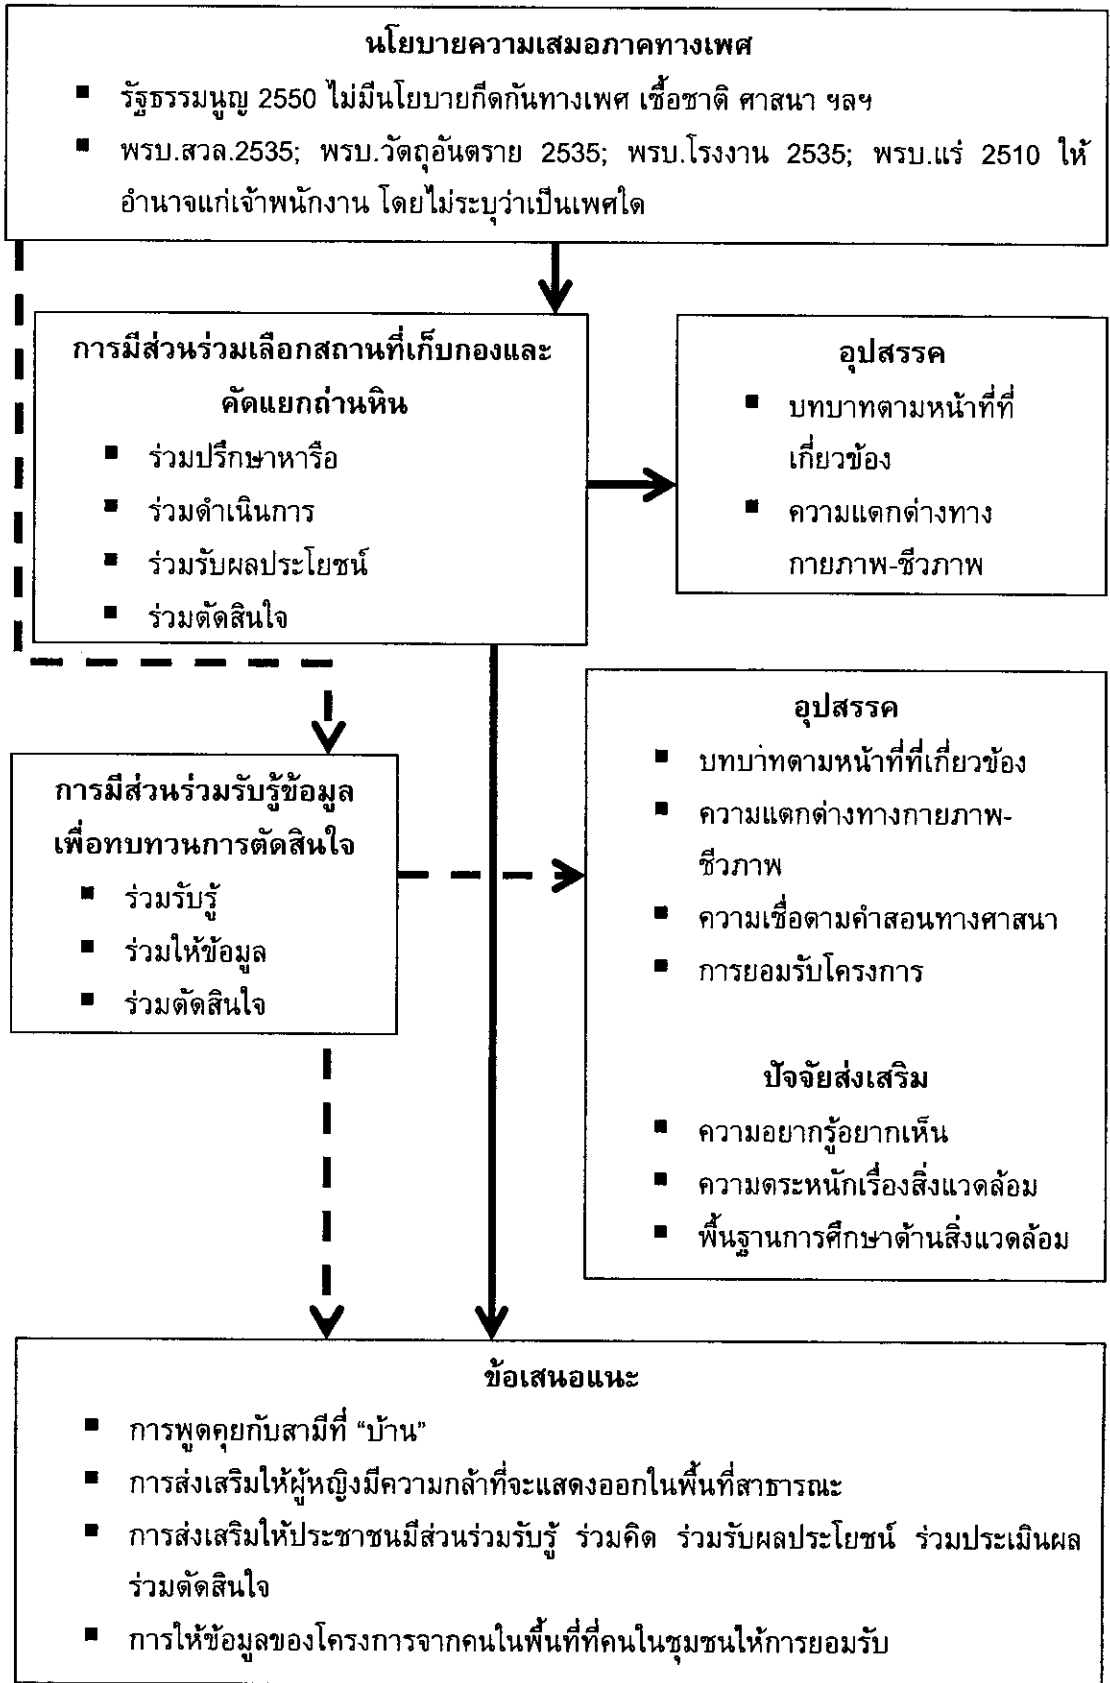 นโยบายความเสมอภาคทางเพศ
▪ รัฐธรรมนูญ 2550 ไม่มีนโยบายกีดกันทางเพศ เชื้อชาติ ศาสนา ฯลฯ
▪ พรบ.สวล.2535; พรบ.วัตถุอันตราย 2535; พรบ.โรงงาน 2535; พรบ.แร่ 2510 ให้
อำนาจแก่เจ้าพนักงาน โดยไม่ระบุว่าเป็นเพศใด
การมีส่วนร่วมเลือกสถานที่เก็บกองและ
คัดแยกถ่านหิน
▪ ร่วมปรึกษาหารือ
▪ ร่วมดำเนินการ
▪ ร่วมรับผลประโยชน์
▪ ร่วมตัดสินใจ
อุปสรรค
▪ บทบาทตามหน้าที่ที่
เกี่ยวข้อง
▪ ความแตกต่างทาง
กายภาพ-ชีวภาพ
การมีส่วนร่วมรับรู้ข้อมูล
เพื่อทบทวนการตัดสินใจ
▪ ร่วมรับรู้
▪ ร่วมให้ข้อมูล
▪ ร่วมตัดสินใจ
อุปสรรค
▪ บทบาทตามหน้าที่ที่เกี่ยวข้อง
▪ ความแตกต่างทางกายภาพ-
ชีวภาพ
▪ ความเชื่อตามคำสอนทางศาสนา
▪ การยอมรับโครงการ
ปัจจัยส่งเสริม
▪ ความอยากรู้อยากเห็น
▪ ความตระหนักเรื่องสิ่งแวดล้อม
▪ พื้นฐานการศึกษาด้านสิ่งแวดล้อม
ข้อเสนอแนะ
▪ การพูดคุยกับสามีที่ “บ้าน”
▪ การส่งเสริมให้ผู้หญิงมีความกล้าที่จะแสดงออกในพื้นที่สาธารณะ
▪ การส่งเสริมให้ประชาชนมีส่วนร่วมรับรู้ ร่วมคิด ร่วมรับผลประโยชน์ ร่วมประเมินผล
ร่วมตัดสินใจ
▪ การให้ข้อมูลของโครงการจากคนในพื้นที่ที่คนในชุมชนให้การยอมรับ